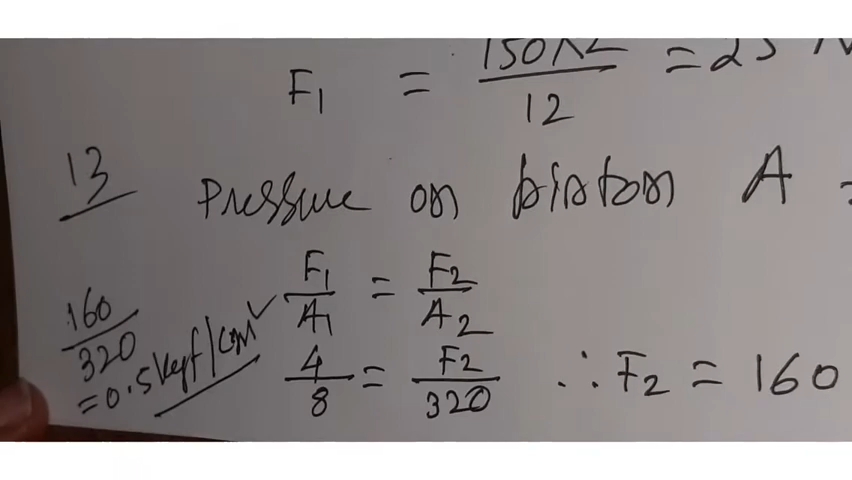 F₁ = 150×2/12 = 25 N
13 Pressure on piston A =
F₁/A₁ = F₂/A₂
4/8 = F₂/320 ∴ F₂ = 160
160/320
= 0.5 kgf/cm